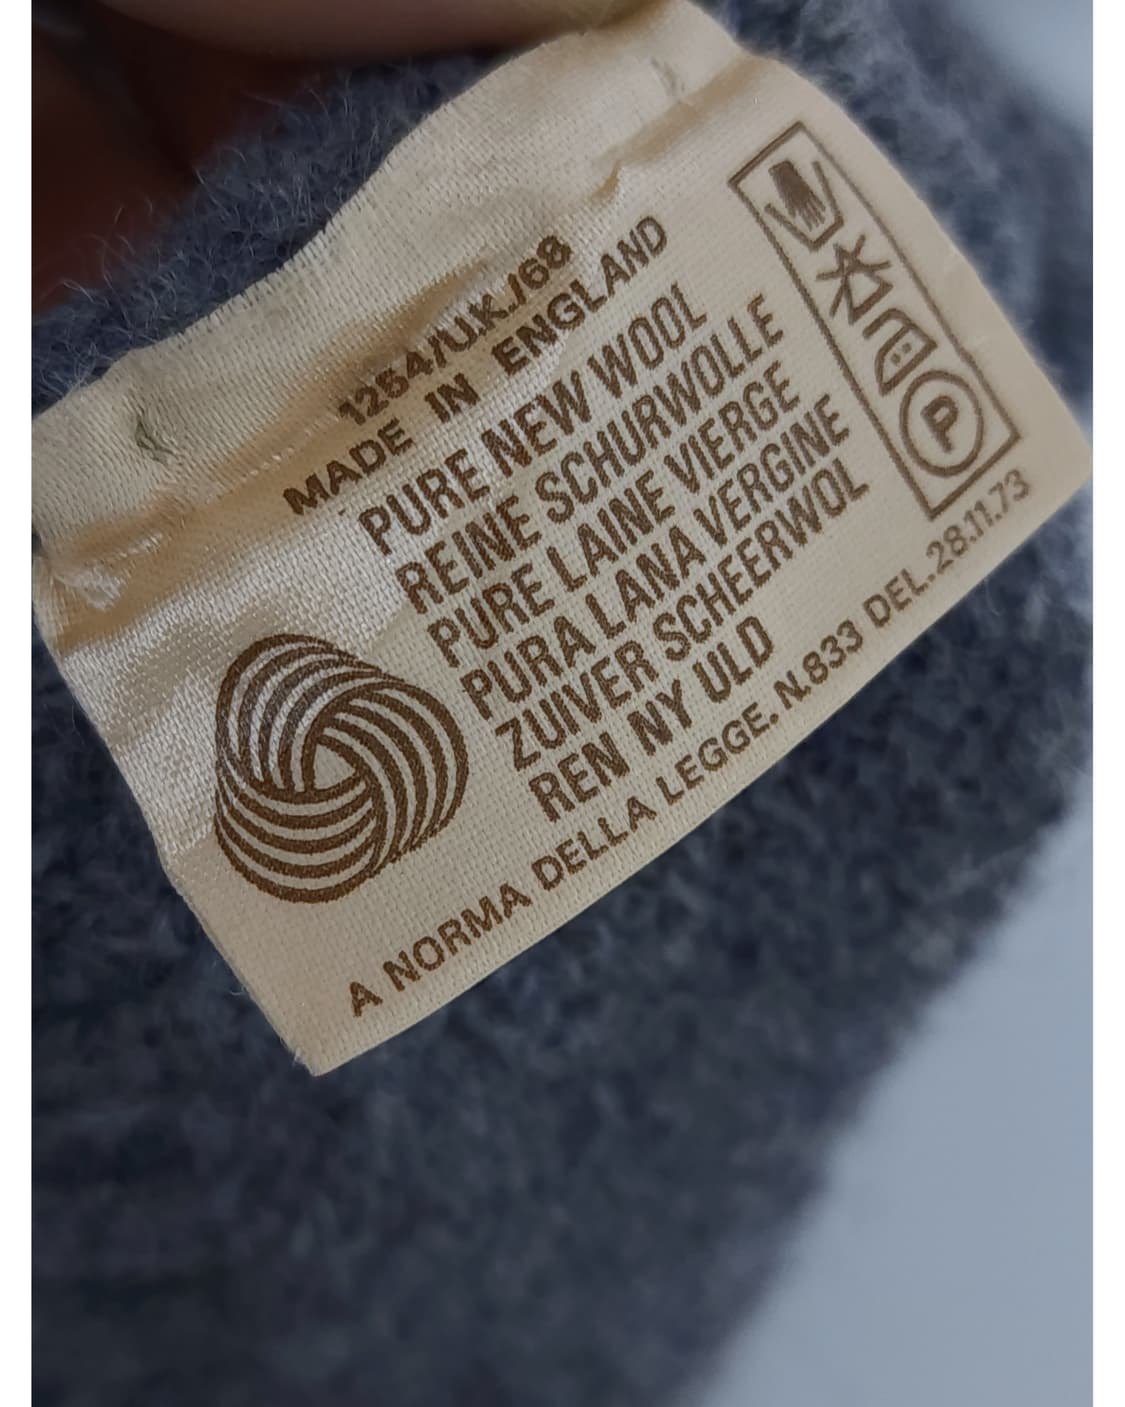 1254/U.K./68
MADE IN ENGLAND
PURE NEW WOOL
REINE SCHURWOLLE
PURE LAINE VIERGE
PURA LANA VERGINE
ZUIVER SCHEERWOL
REN NY ULD
A NORMA DELLA LEGGE. N.833 DEL.28.11.73
P